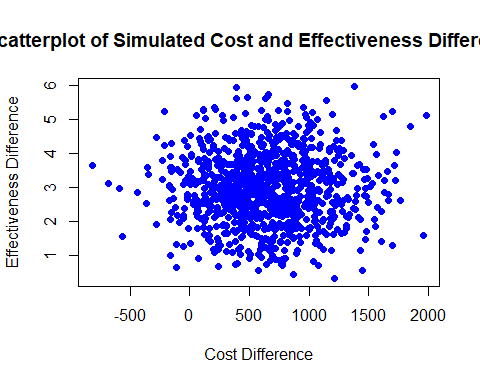 catterplot of Simulated Cost and Effectiveness Differe
6
5
4
3
2
1
Effectiveness Difference
-500 0 500 1000 1500 2000
Cost Difference